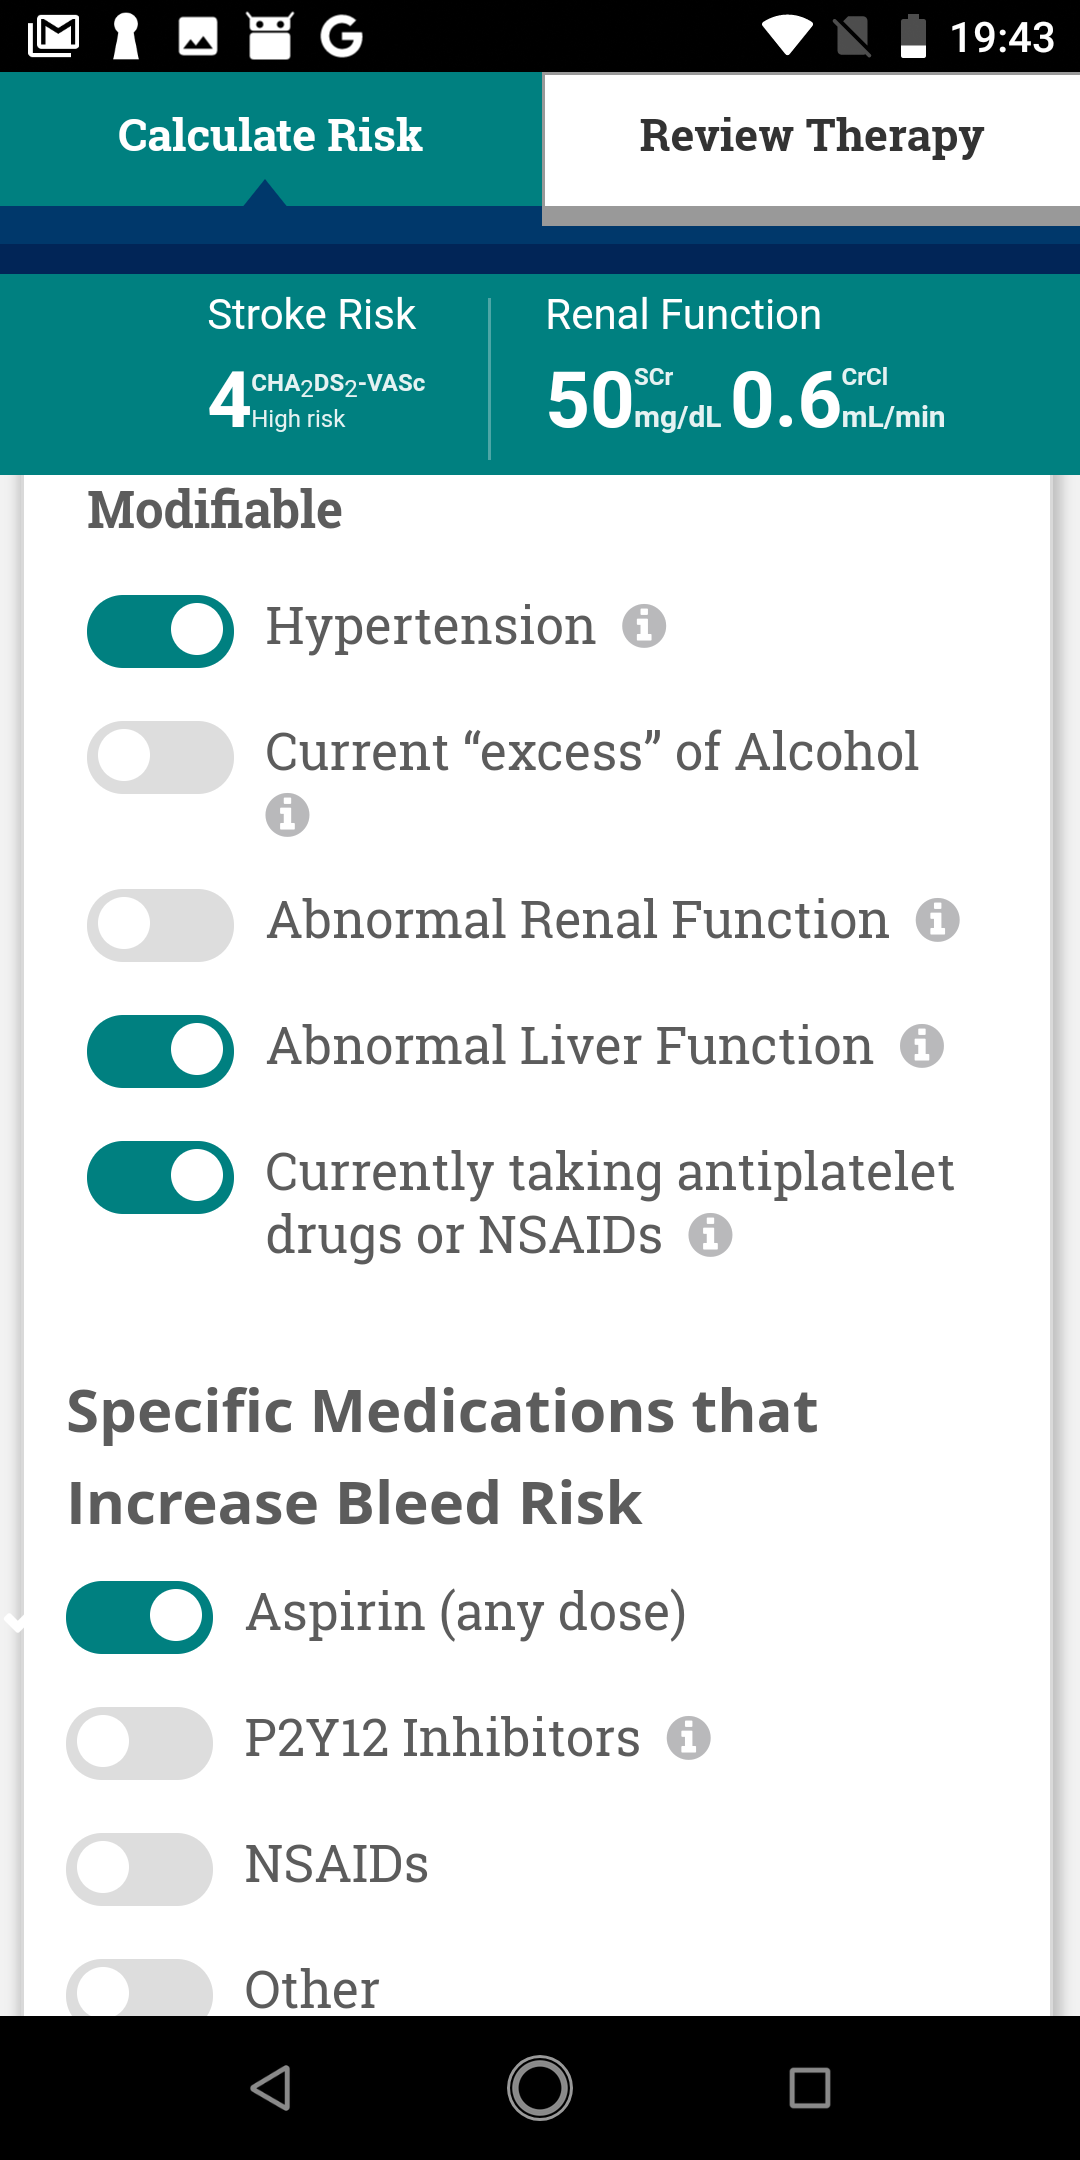 19:43
Calculate Risk
Review Therapy
Stroke Risk
4 CHA2DS2-VASc
High risk
Renal Function
50 SCr mg/dL 0.6 CrCl mL/min
Modifiable
Hypertension
Current “excess” of Alcohol
Abnormal Renal Function
Abnormal Liver Function
Currently taking antiplatelet
drugs or NSAIDs
Specific Medications that
Increase Bleed Risk
Aspirin (any dose)
P2Y12 Inhibitors
NSAIDs
Other